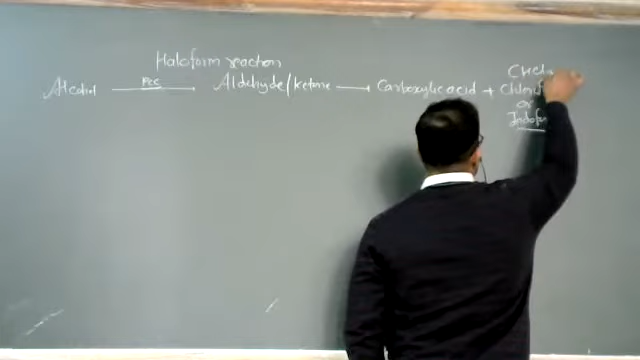 Haloform reaction
Alcohol PCC Aldehyde/ketone → Carboxylic acid +
or